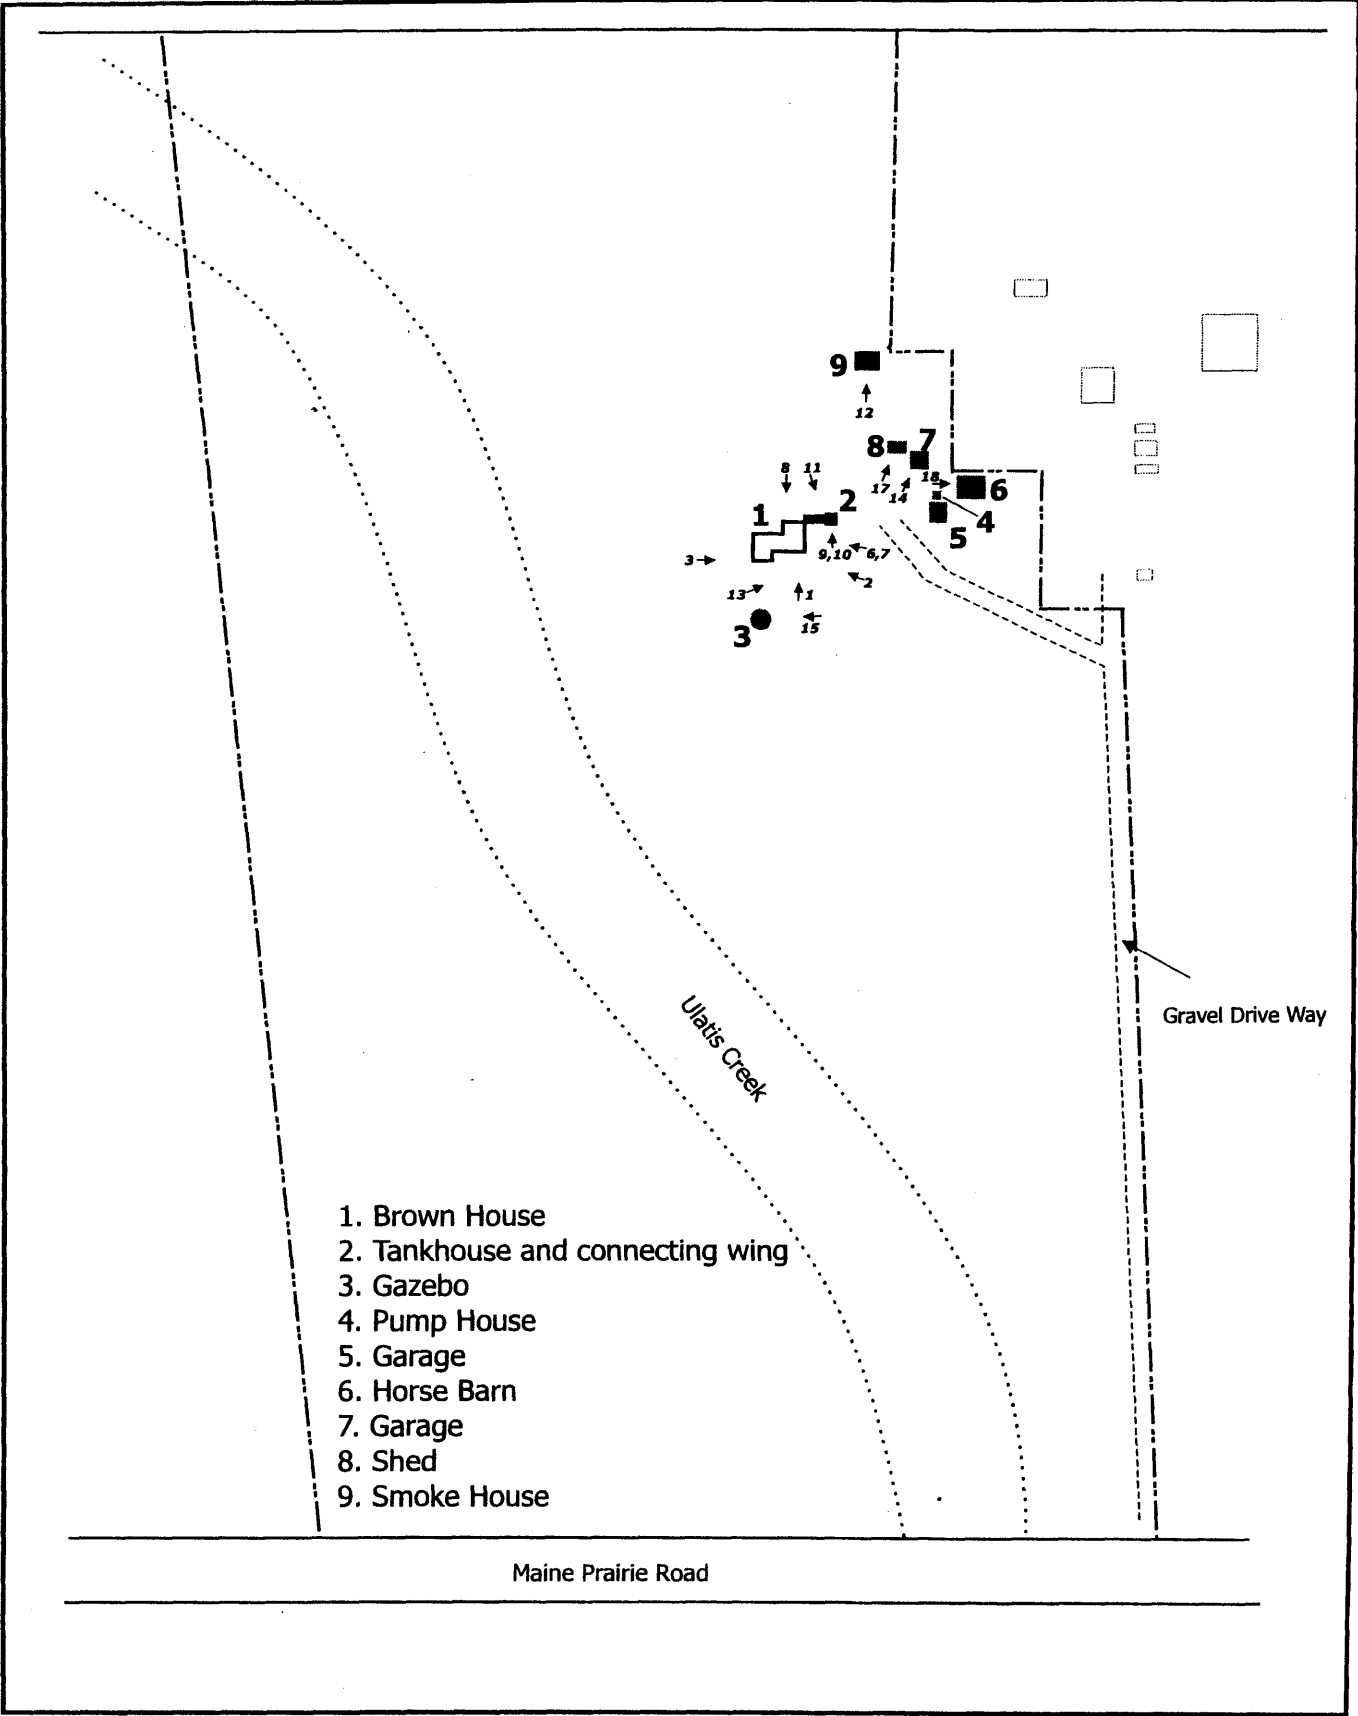 9
12
8
7
8
11
17
14
18
6
1
2
4
5
3
9,10
6,7
2
13
1
15
3
Ulatis Creek
Gravel Drive Way
1. Brown House
2. Tankhouse and connecting wing
3. Gazebo
4. Pump House
5. Garage
6. Horse Barn
7. Garage
8. Shed
9. Smoke House
Maine Prairie Road